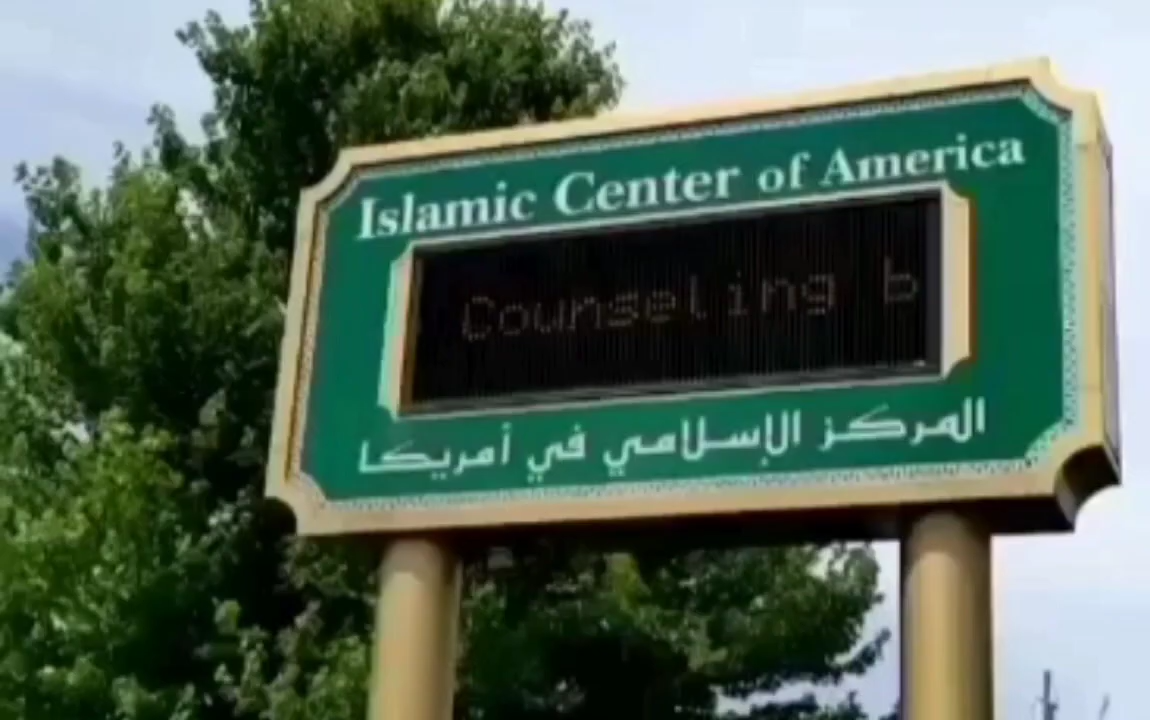 Islamic Center of America
Counseling b
المركز الإسلامي في أمريكا